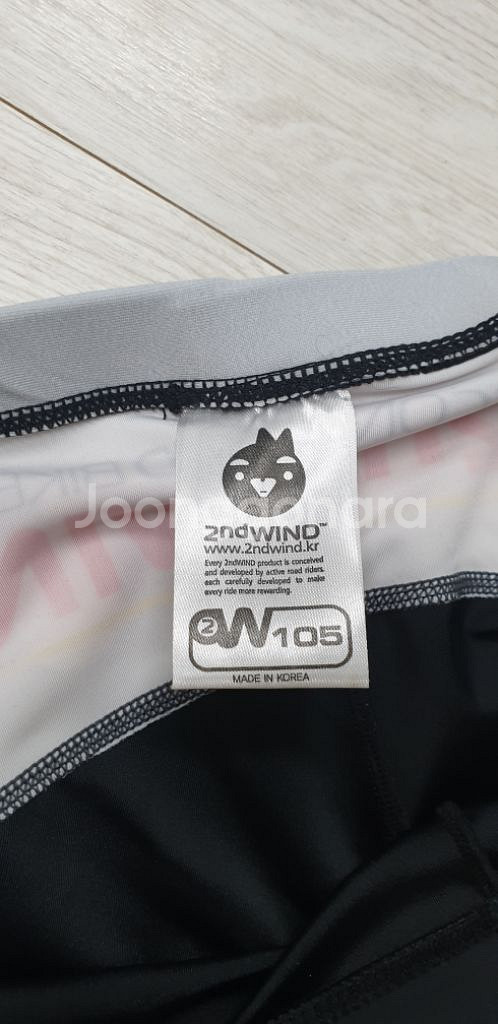 Joongonara
2ndWIND™
www.2ndwind.kr
Every 2ndWIND product is conceived
and developed by active road riders.
each carefully developed to make
every ride more rewarding.
2W105
MADE IN KOREA